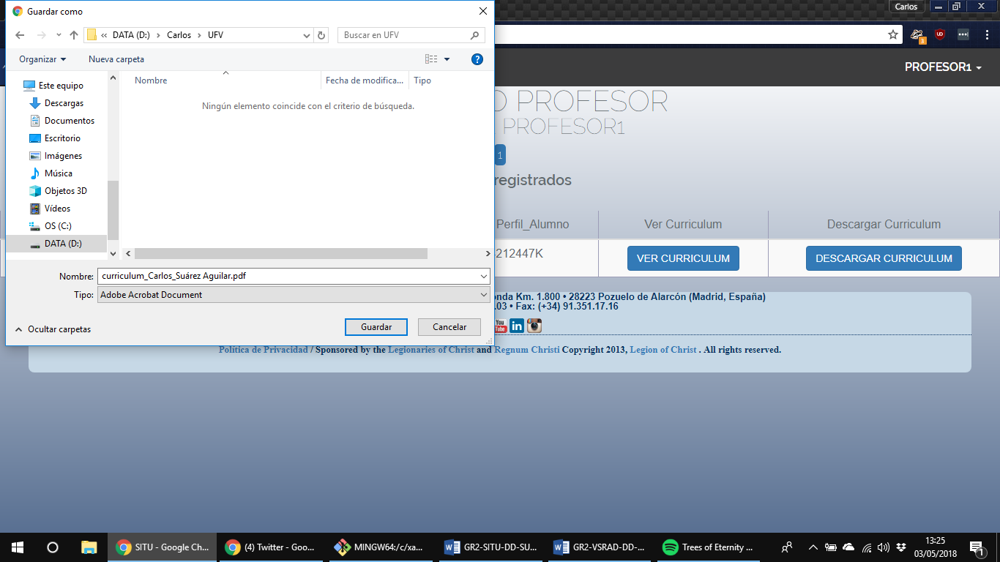 Guardar como
Carlos
« DATA (D:) › Carlos › UFV
Buscar en UFV
Organizar
Nueva carpeta
Este equipo
Descargas
Documentos
Escritorio
Imágenes
Música
Objetos 3D
Vídeos
OS (C:)
DATA (D:)
Nombre
Fecha de modifica...
Tipo
Ningún elemento coincide con el criterio de búsqueda.
Nombre: curriculum_Carlos_Suárez Aguilar.pdf
Tipo: Adobe Acrobat Document
Ocultar carpetas
Guardar
Cancelar
3
PROFESOR1
O PROFESOR
PROFESOR1
1
registrados
Perfil_Alumno
Ver Curriculum
Descargar Curriculum
212447K
VER CURRICULUM
DESCARGAR CURRICULUM
onda Km. 1.800 • 28223 Pozuelo de Alarcón (Madrid, España)
.03 • Fax: (+34) 91.351.17.16
You Tube in
Política de Privacidad / Sponsored by the Legionaries of Christ and Regnum Christi Copyright 2013, Legion of Christ . All rights reserved.
SITU - Google Ch...
(4) Twitter - Goo...
MINGW64:/c/xa...
GR2-SITU-DD-SU...
GR2-VSRAD-DD-...
Trees of Eternity ...
13:25
03/05/2018
1